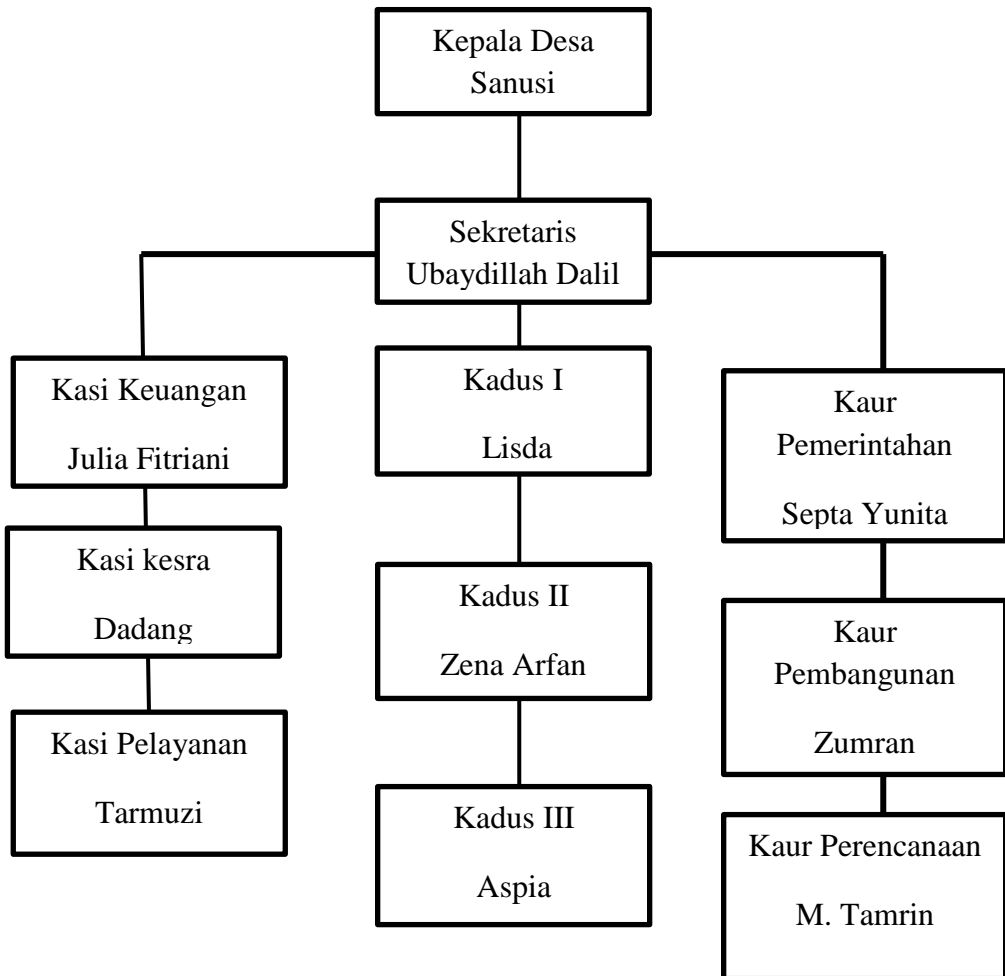 Kepala Desa
Sanusi
Sekretaris
Ubaydillah Dalil
Kasi Keuangan
Julia Fitriani
Kasi kesra
Dadang
Kasi Pelayanan
Tarmuzi
Kadus I
Lisda
Kadus II
Zena Arfan
Kadus III
Aspia
Kaur
Pemerintahan
Septa Yunita
Kaur
Pembangunan
Zumran
Kaur Perencanaan
M. Tamrin